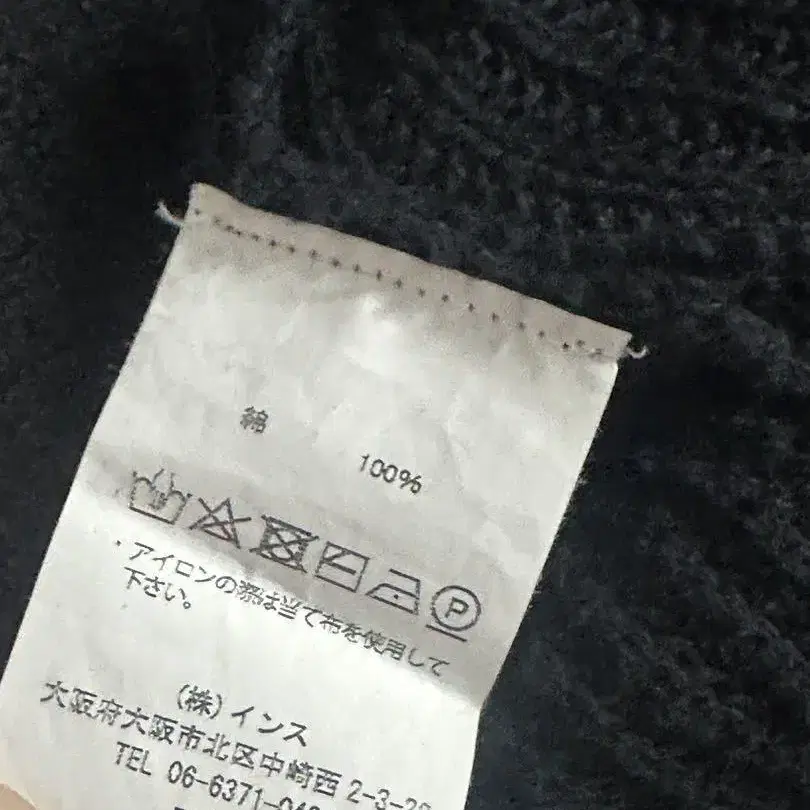 綿 100%
・アイロンの際は当て布を使用して
下さい。
(株)インス
大阪府大阪市北区中崎西 2-3-
TEL 06-6371-